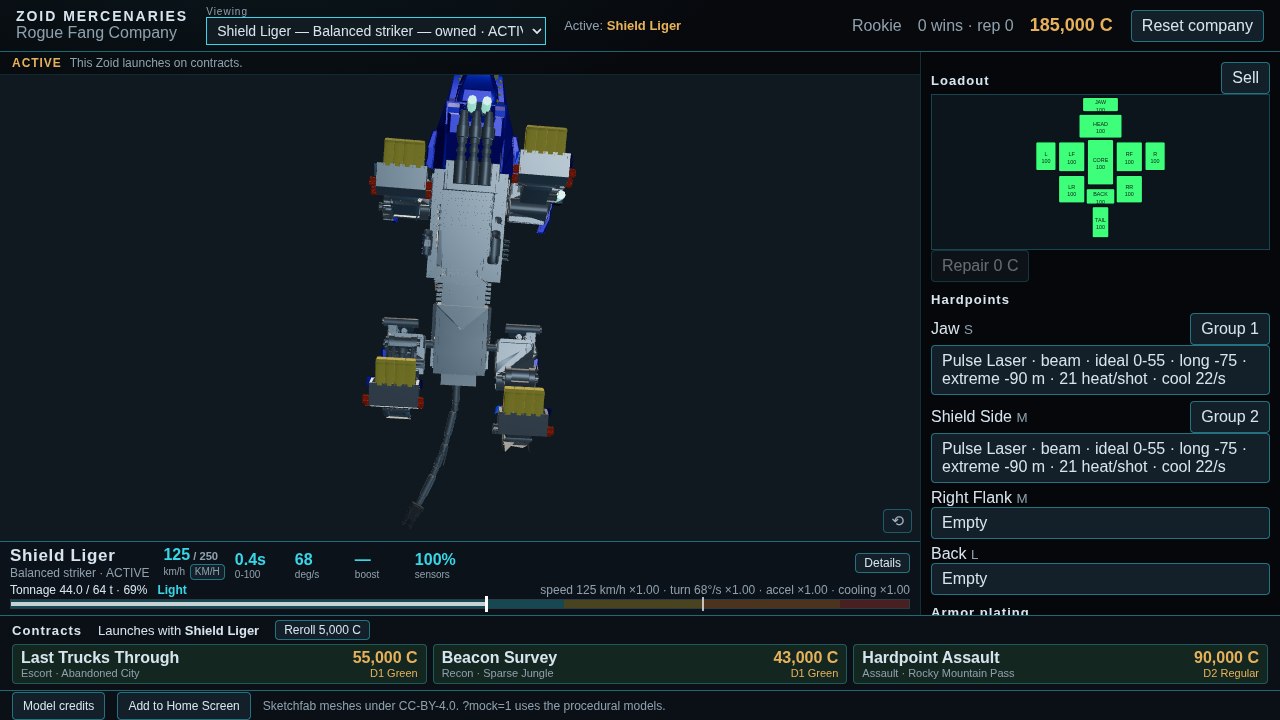 ZOID MERCENARIES
Rogue Fang Company
Viewing
Shield Liger — Balanced striker — owned · ACTIV
Active: Shield Liger
Rookie 0 wins · rep 0 185,000 C
Reset company
ACTIVE This Zoid launches on contracts.
Loadout
Sell
JAW
100
HEAD
100
L
100
LF
100
CORE
100
RF
100
R
100
LR
100
BACK
100
RR
100
TAIL
100
Repair 0 C
Hardpoints
Jaw S
Group 1
Pulse Laser · beam · ideal 0-55 · long -75 ·
extreme -90 m · 21 heat/shot · cool 22/s
Shield Side M
Group 2
Pulse Laser · beam · ideal 0-55 · long -75 ·
extreme -90 m · 21 heat/shot · cool 22/s
Right Flank M
Empty
Back L
Empty
Armor plating
⟲
Shield Liger
Balanced striker · ACTIVE
125 / 250
km/h KM/H
0.4s
0-100
68
deg/s
—
boost
100%
sensors
Details
Tonnage 44.0 / 64 t · 69% Light
speed 125 km/h ×1.00 · turn 68°/s ×1.00 · accel ×1.00 · cooling ×1.00
Contracts Launches with Shield Liger
Reroll 5,000 C
Last Trucks Through 55,000 C
Escort · Abandoned City D1 Green
Beacon Survey 43,000 C
Recon · Sparse Jungle D1 Green
Hardpoint Assault 90,000 C
Assault · Rocky Mountain Pass D2 Regular
Model credits
Add to Home Screen
Sketchfab meshes under CC-BY-4.0. ?mock=1 uses the procedural models.